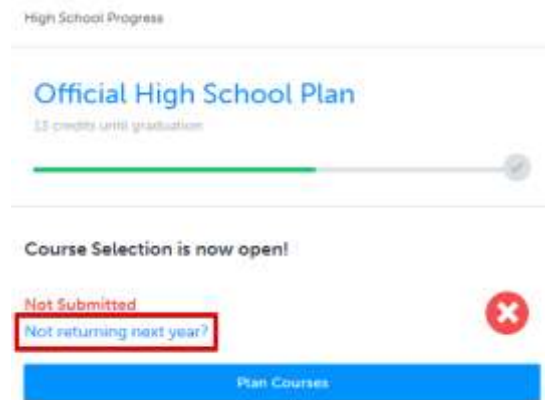 High School Progress
Official High School Plan
13 credits until graduation
Course Selection is now open!
Not Submitted
Not returning next year?
Plan Courses